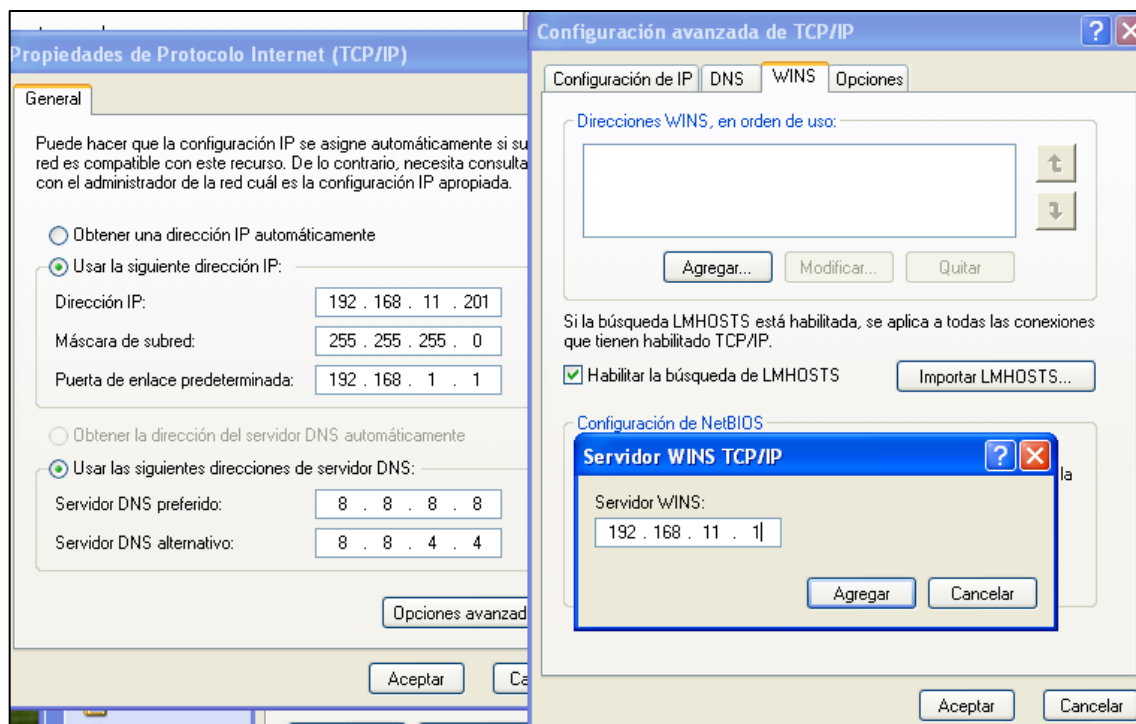 Propiedades de Protocolo Internet (TCP/IP)
General
Puede hacer que la configuración IP se asigne automáticamente si su
red es compatible con este recurso. De lo contrario, necesita consulta
con el administrador de la red cuál es la configuración IP apropiada.
Obtener una dirección IP automáticamente
Usar la siguiente dirección IP:
Dirección IP: 192 . 168 . 11 . 201
Máscara de subred: 255 . 255 . 255 . 0
Puerta de enlace predeterminada: 192 . 168 . 1 . 1
Obtener la dirección del servidor DNS automáticamente
Usar las siguientes direcciones de servidor DNS:
Servidor DNS preferido: 8 . 8 . 8 . 8
Servidor DNS alternativo: 8 . 8 . 4 . 4
Opciones avanzad
Aceptar Ca
Configuración avanzada de TCP/IP
Configuración de IP DNS WINS Opciones
Direcciones WINS, en orden de uso:
Agregar... Modificar... Quitar
Si la búsqueda LMHOSTS está habilitada, se aplica a todas las conexiones
que tienen habilitado TCP/IP.
Habilitar la búsqueda de LMHOSTS Importar LMHOSTS...
Configuración de NetBIOS
la
Servidor WINS TCP/IP
Servidor WINS:
192 . 168 . 11 . 1
Agregar Cancelar
Aceptar Cancelar